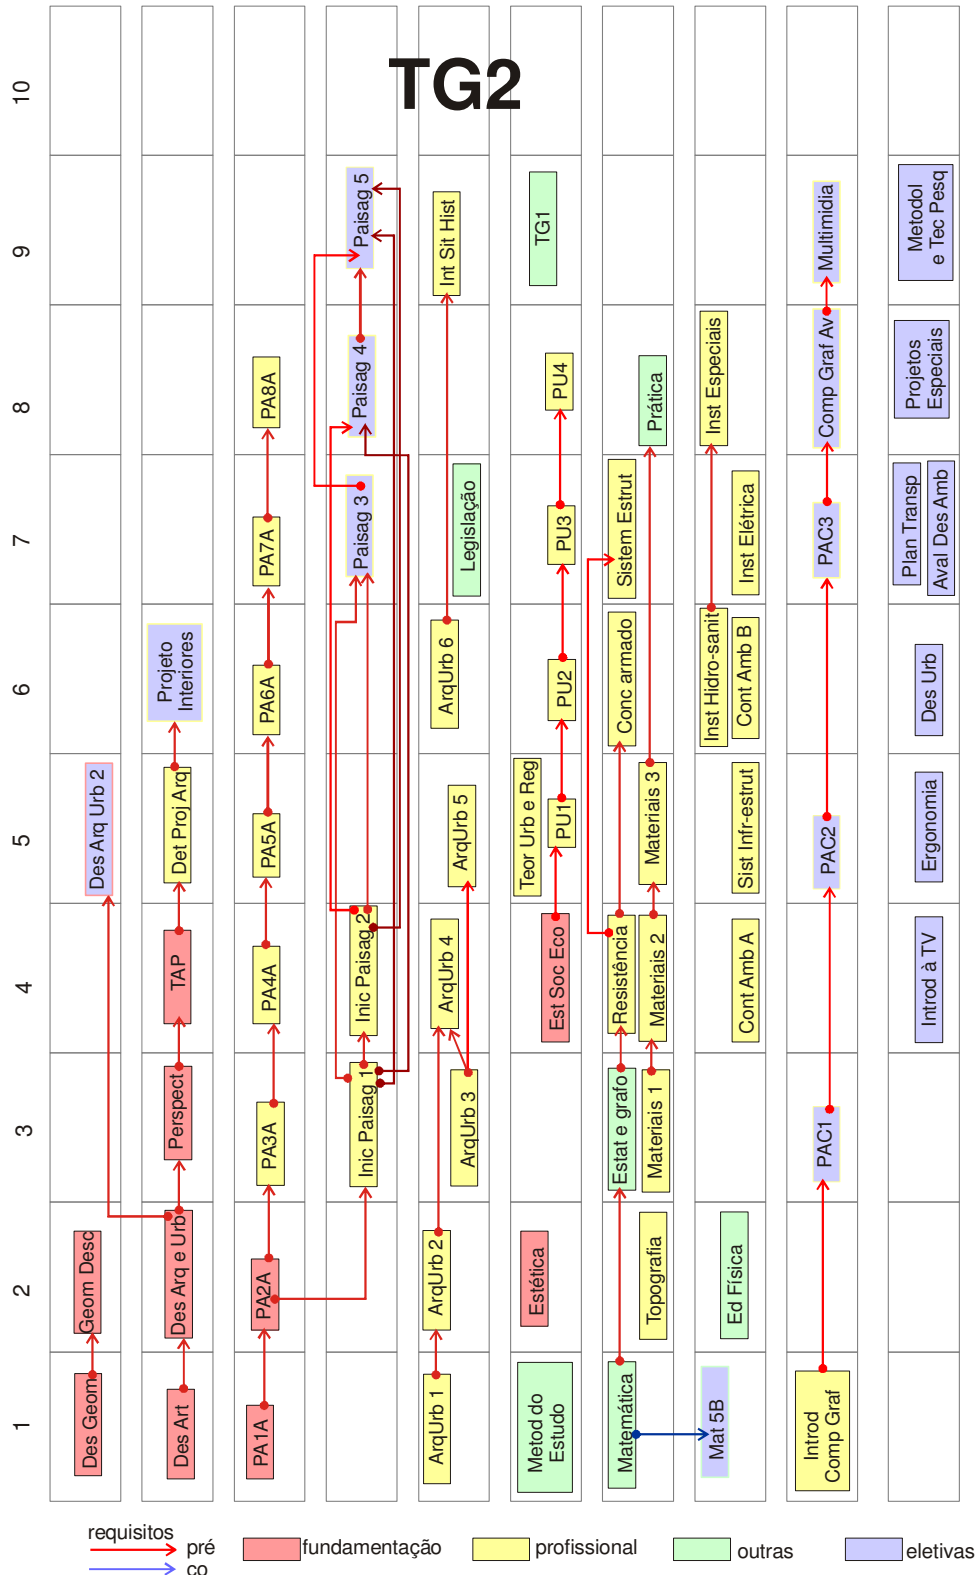 10
TG2
9
Paisag 5
Int Sit Hist
TG1
Multimidia
Metodol
e Tec Pesq
8
PA8A
Paisag 4
PU4
Prática
Inst Especiais
Comp Graf Av
Projetos
Especiais
7
PA7A
Paisag 3
Legislação
PU3
Sistem Estrut
Inst Elétrica
PAC3
Plan Transp
Aval Des Amb
6
Projeto
Interiores
PA6A
ArqUrb 6
PU2
Conc armado
Inst Hidro-sanit
Cont Amb B
Des Urb
5
Des Arq Urb 2
Det Proj Arq
PA5A
ArqUrb 5
Teor Urb e Reg
PU1
Materiais 3
Sist Infr-estrut
PAC2
Ergonomia
4
TAP
PA4A
Inic Paisag 2
ArqUrb 4
Est Soc Eco
Resistência
Materiais 2
Cont Amb A
Introd à TV
3
Perspect
PA3A
Inic Paisag 1
ArqUrb 3
Estat e grafo
Materiais 1
PAC1
2
Geom Desc
Des Arq e Urb
PA2A
ArqUrb 2
Estética
Topografia
Ed Física
1
Des Geom
Des Art
PA1A
ArqUrb 1
Metod do
Estudo
Matemática
Mat 5B
Introd
Comp Graf
requisitos
pré
co
fundamentação
profissional
outras
eletivas